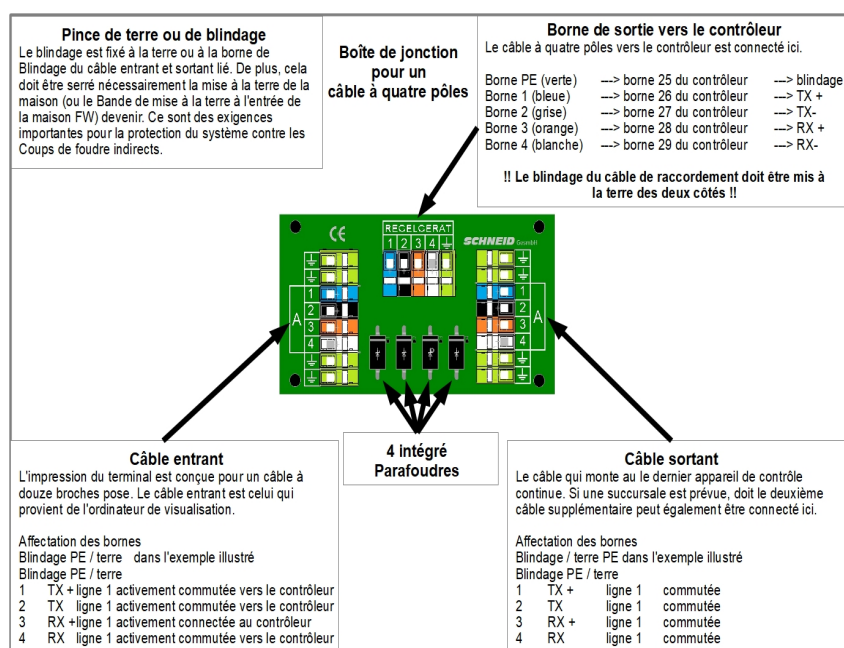 Pince de terre ou de blindage
Le blindage est fixé à la terre ou à la borne de
Blindage du câble entrant et sortant lié. De plus, cela
doit être serré nécessairement la mise à la terre de la
maison (ou le Bande de mise à la terre à l'entrée de
la maison FW) devenir. Ce sont des exigences
importantes pour la protection du système contre les
Coups de foudre indirects.
Boîte de jonction
pour un
câble à quatre pôles
Borne de sortie vers le contrôleur
Le câble à quatre pôles vers le contrôleur est connecté ici.
Borne PE (verte) ---> borne 25 du contrôleur ---> blindage
Borne 1 (bleue) ---> borne 26 du contrôleur ---> TX +
Borne 2 (grise) ---> borne 27 du contrôleur ---> TX-
Borne 3 (orange) ---> borne 28 du contrôleur ---> RX +
Borne 4 (blanche) ---> borne 29 du contrôleur ---> RX-
!! Le blindage du câble de raccordement doit être mis à
la terre des deux côtés !!
CE
REGELGERAT
1 2 3 4
SCHNEID GesmbH
A
1
2
3
4
1
2
3
4
A
4 intégré
Parafoudres
Câble entrant
L'impression du terminal est conçue pour un câble à
douze broches pose. Le câble entrant est celui qui
provient de l'ordinateur de visualisation.
Affectation des bornes
Blindage PE / terre dans l'exemple illustré
Blindage PE / terre
1 TX + ligne 1 activement commutée vers le contrôleur
2 TX ligne 1 activement commutée vers le contrôleur
3 RX +ligne 1 activement connectée au contrôleur
4 RX ligne 1 activement commutée vers le contrôleur
Câble sortant
Le câble qui monte au le dernier appareil de contrôle
continue. Si une succursale est prévue, doit le deuxième
câble supplémentaire peut également être connecté ici.
Affectation des bornes
Blindage / terre PE dans l'exemple illustré
Blindage PE / terre
1 TX + ligne 1 commutée
2 TX ligne 1 commutée
3 RX + ligne 1 commutée
4 RX ligne 1 commutée